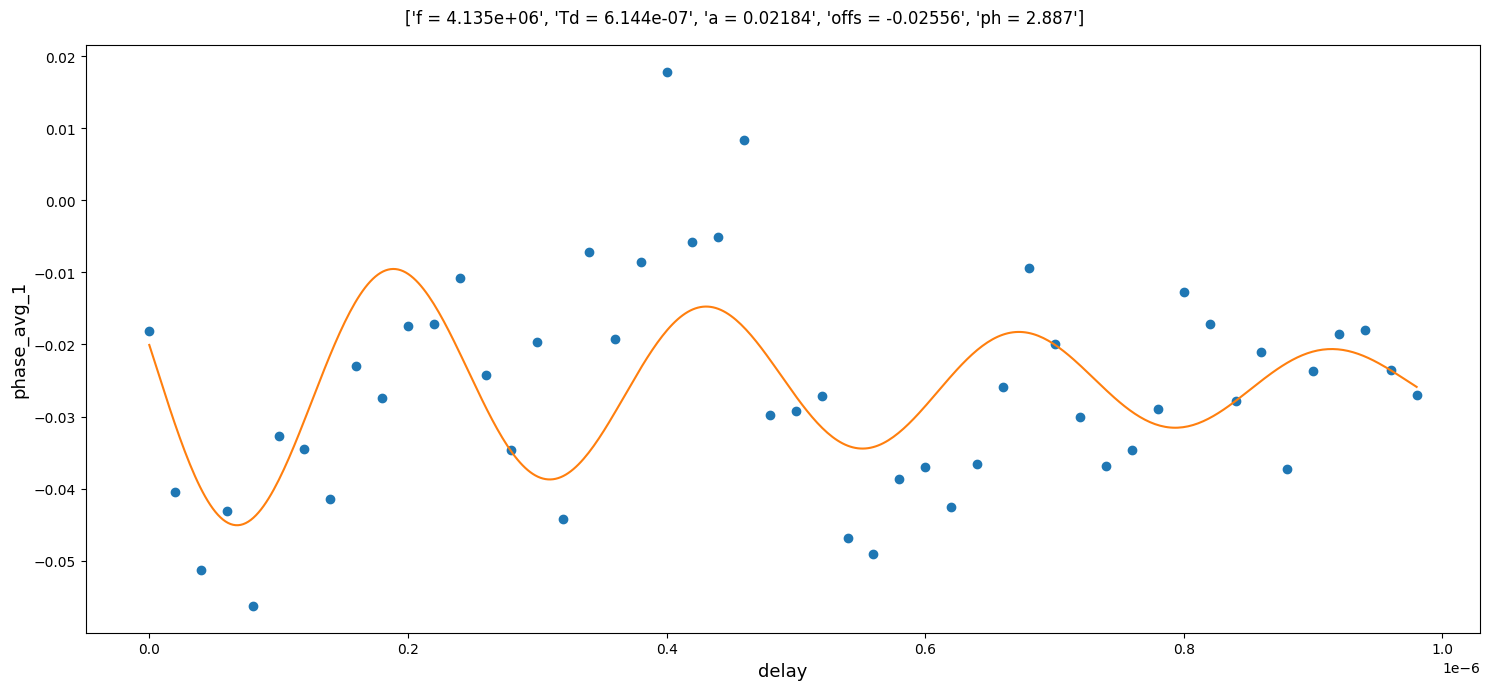 ['f = 4.135e+06', 'Td = 6.144e-07', 'a = 0.02184', 'offs = -0.02556', 'ph = 2.887']
0.02
0.01
0.00
−0.01
−0.02
−0.03
−0.04
−0.05
phase_avg_1
0.0 0.2 0.4 0.6 0.8 1.0
1e−6
delay